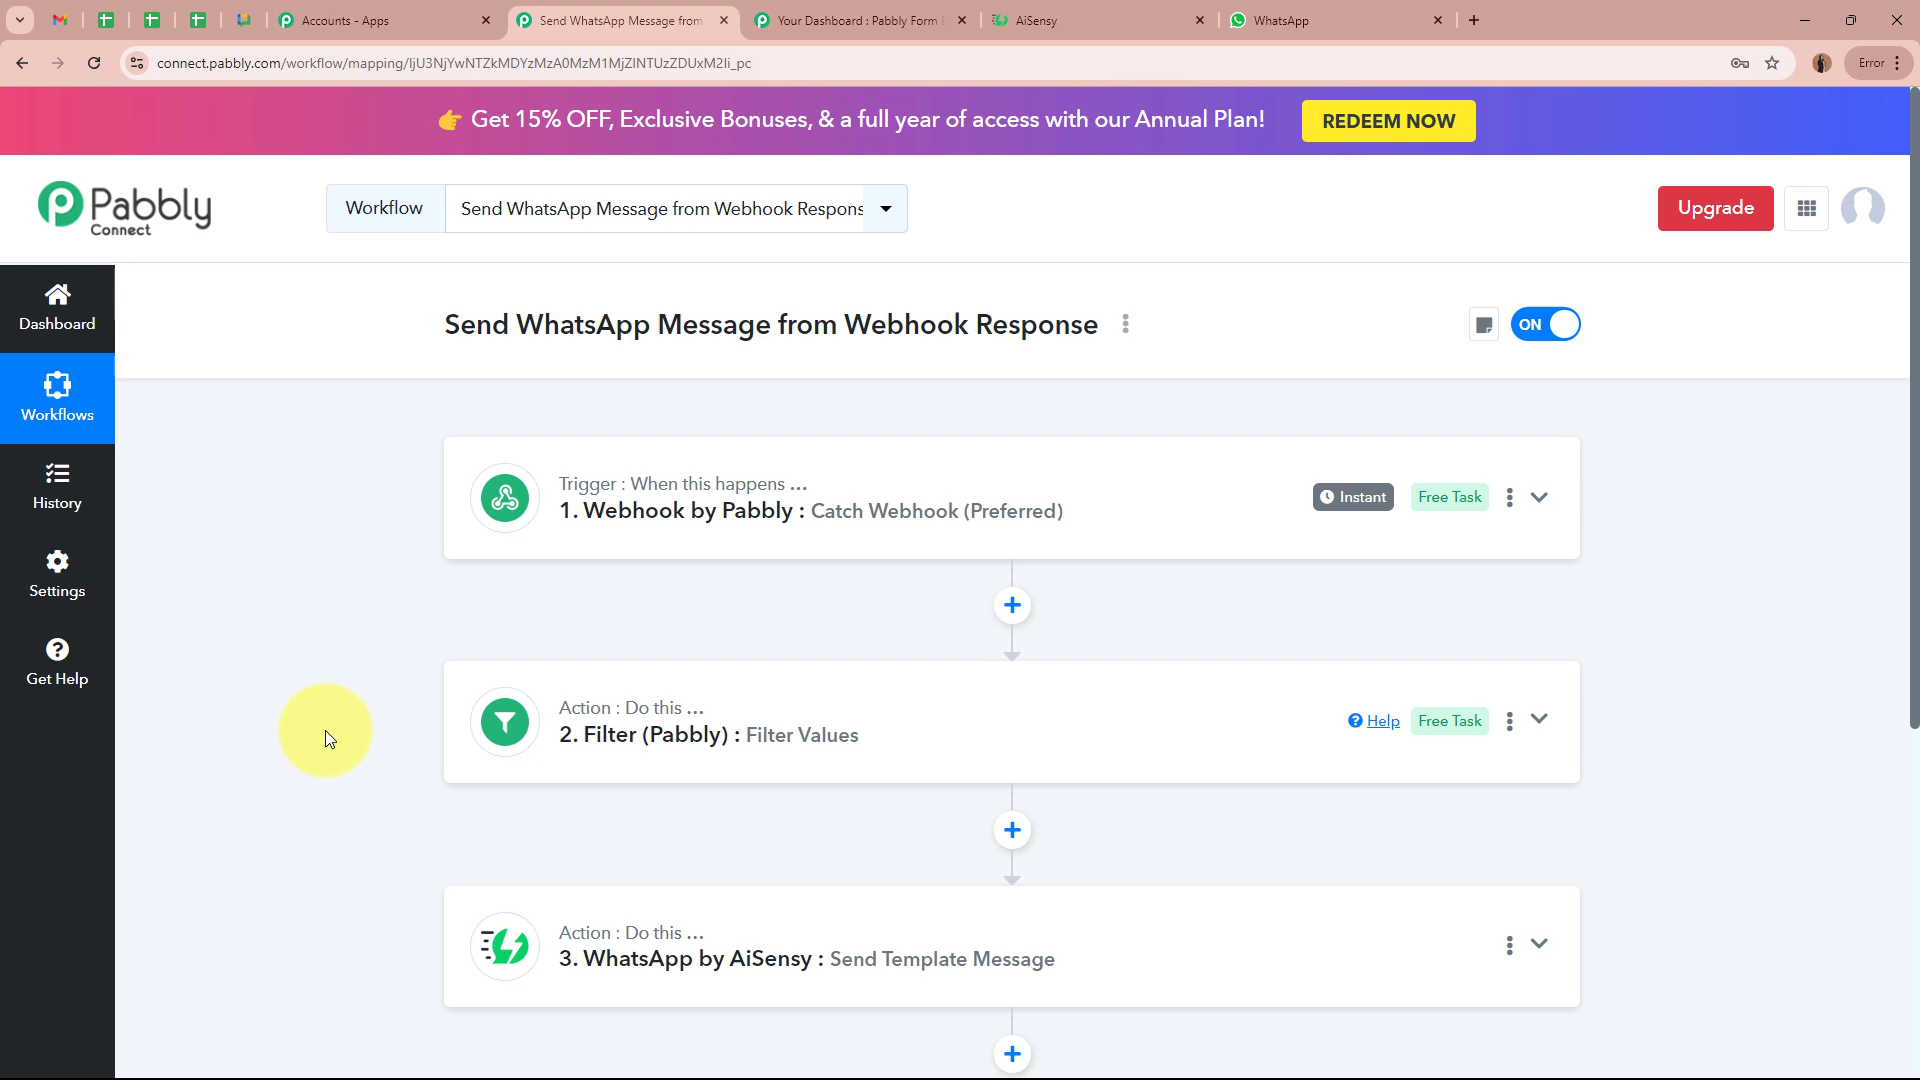 Accounts - Apps
Send WhatsApp Message from
Your Dashboard : Pabbly Form
AiSensy
WhatsApp
connect.pabbly.com/workflow/mapping/IjU3NjYwNTZkMDYzMzA0MzM1MjZlNTUzZDUxM2Ii_pc
Error
👉 Get 15% OFF, Exclusive Bonuses, & a full year of access with our Annual Plan!
REDEEM NOW
Pabbly
Connect
Workflow
Send WhatsApp Message from Webhook Respons
Upgrade
Dashboard
Workflows
History
Settings
Get Help
Send WhatsApp Message from Webhook Response
ON
Trigger : When this happens ...
1. Webhook by Pabbly : Catch Webhook (Preferred)
Instant
Free Task
Action : Do this ...
2. Filter (Pabbly) : Filter Values
Help
Free Task
Action : Do this ...
3. WhatsApp by AiSensy : Send Template Message